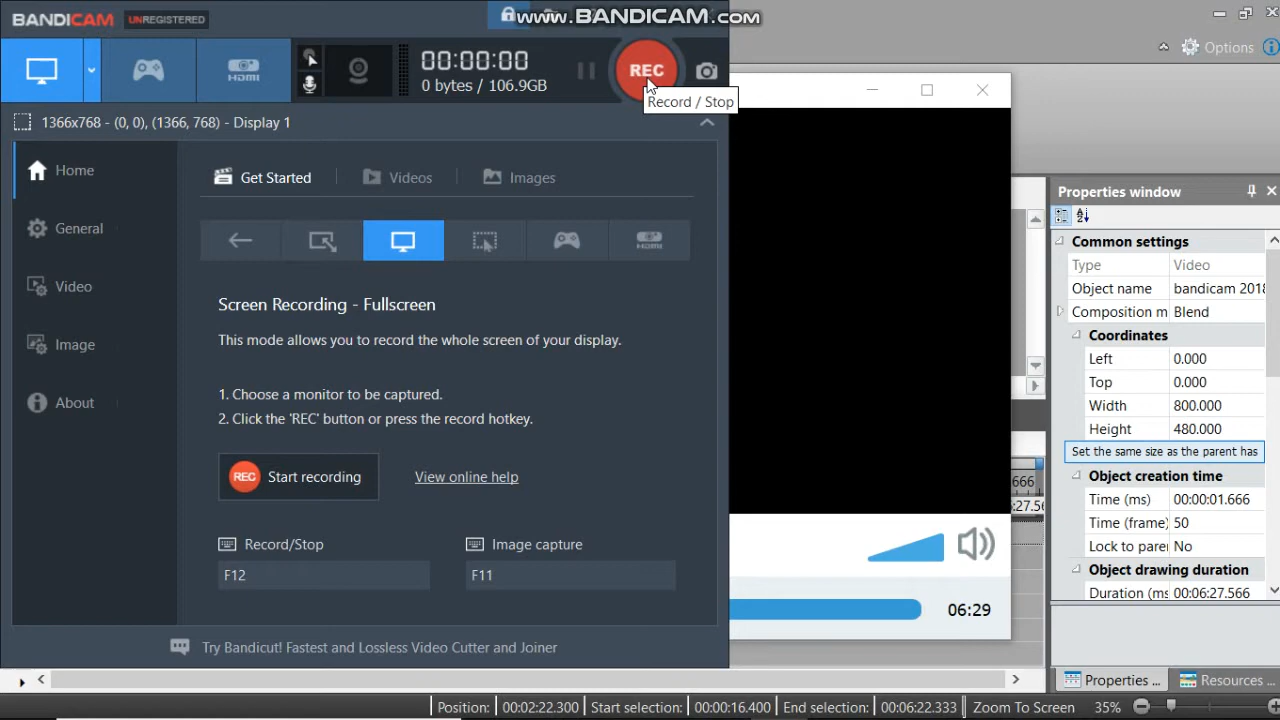 BANDICAM UNREGISTERED
www.BANDICAM.com
HDMI
00:00:00
0 bytes / 106.9GB
REC
Record / Stop
Options
1366x768 - (0, 0), (1366, 768) - Display 1
Home
General
Video
Image
About
Get Started
Videos
Images
HDMI
Screen Recording - Fullscreen
This mode allows you to record the whole screen of your display.
1. Choose a monitor to be captured.
2. Click the 'REC' button or press the record hotkey.
REC Start recording
View online help
Record/Stop
Image capture
F12
F11
Try Bandicut! Fastest and Lossless Video Cutter and Joiner
06:29
Properties window
Common settings
Type Video
Object name bandicam 2018
Composition m Blend
Coordinates
Left 0.000
Top 0.000
Width 800.000
Height 480.000
Set the same size as the parent has
Object creation time
Time (ms) 00:00:01.666
Time (frame) 50
Lock to pare No
Object drawing duration
Duration (ms 00:06:27.566
666
:27.56
Properties ...
Resources ...
Position: 00:02:22.300 Start selection: 00:00:16.400 End selection: 00:06:22.333 Zoom To Screen 35%